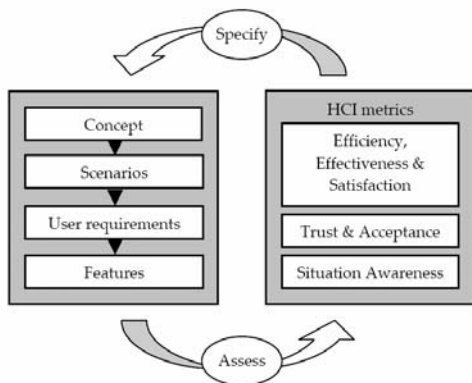 Specify
Concept
Scenarios
User requirements
Features
HCI metrics
Efficiency,
Effectiveness &
Satisfaction
Trust & Acceptance
Situation Awareness
Assess